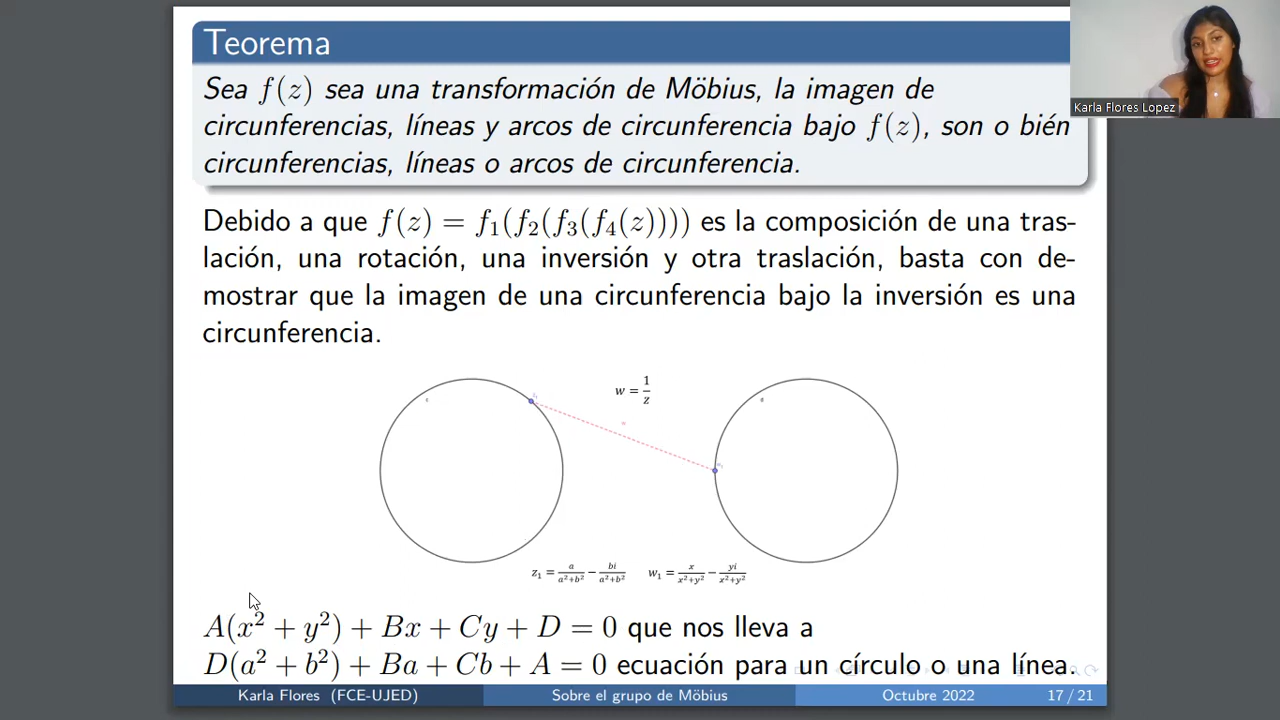 Teorema
Sea f(z) sea una transformación de Möbius, la imagen de
circunferencias, líneas y arcos de circunferencia bajo f(z), son o bién
circunferencias, líneas o arcos de circunferencia.
Karla Flores Lopez
Debido a que f(z) = f₁(f₂(f₃(f₄(z)))) es la composición de una tras-
lación, una rotación, una inversión y otra traslación, basta con de-
mostrar que la imagen de una circunferencia bajo la inversión es una
circunferencia.
w = 1/z
z₁ = a/(a²+b²) − bi/(a²+b²) w₁ = x/(x²+y²) − yi/(x²+y²)
A(x² + y²) + Bx + Cy + D = 0 que nos lleva a
D(a² + b²) + Ba + Cb + A = 0 ecuación para un círculo o una línea.
Karla Flores (FCE-UJED) Sobre el grupo de Möbius Octubre 2022 17 / 21